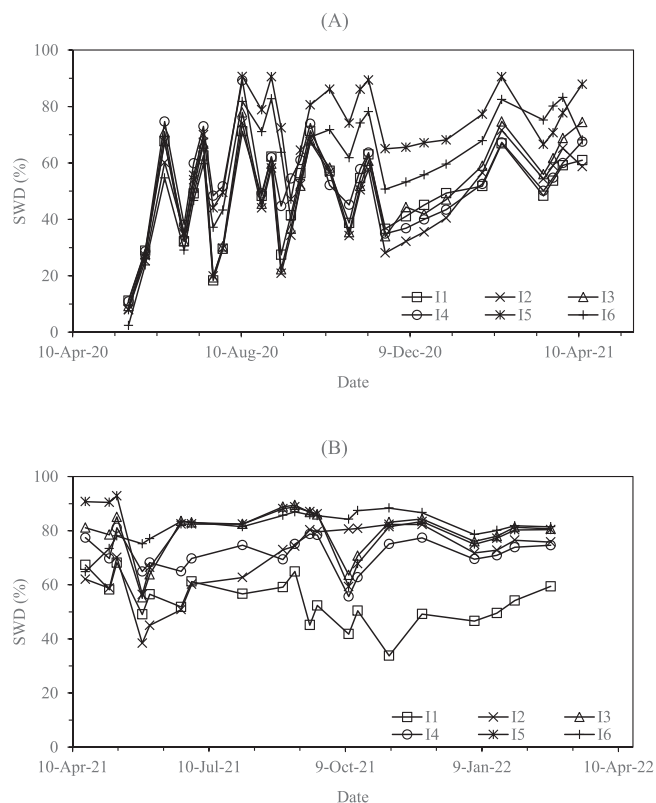 (A)
100
80
60
40
20
0
SWD (%)
I1 I2 I3
I4 I5 I6
10-Apr-20 10-Aug-20 9-Dec-20 10-Apr-21
Date
(B)
100
80
60
40
20
0
SWD (%)
I1 I2 I3
I4 I5 I6
10-Apr-21 10-Jul-21 9-Oct-21 9-Jan-22 10-Apr-22
Date